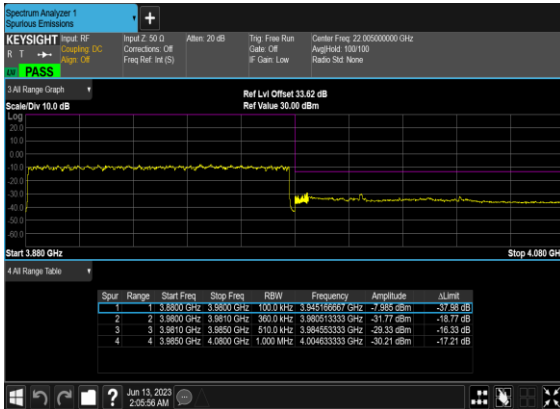 Spectrum Analyzer 1
Spurious Emissions
KEYSIGHT Input: RF Input Z: 50 Ω Atten: 20 dB Trig: Free Run Center Freq: 22.005000000 GHz
R T Coupling: DC Corrections: Off Gate: Off Avg|Hold: 100/100
Align: Off Freq Ref: Int (S) IF Gain: Low Radio Std: None
PASS
3 All Range Graph
Ref Lvl Offset 33.62 dB
Scale/Div 10.0 dB Ref Value 30.00 dBm
Log
20.0
10.0
0.00
-10.0
-20.0
-30.0
-40.0
-50.0
-60.0
Start 3.880 GHz Stop 4.080 GH
4 All Range Table
Spur Range Start Freq Stop Freq RBW Frequency Amplitude ΔLimit
1 1 3.8800 GHz 3.9800 GHz 100.0 kHz 3.945166667 GHz -7.985 dBm -37.98 dB
2 2 3.9800 GHz 3.9810 GHz 360.0 kHz 3.980513333 GHz -31.77 dBm -18.77 dB
3 3 3.9810 GHz 3.9850 GHz 510.0 kHz 3.984553333 GHz -29.33 dBm -16.33 dB
4 4 3.9850 GHz 4.0800 GHz 1.000 MHz 4.004633333 GHz -30.21 dBm -17.21 dB
Jun 13, 2023
2:05:56 AM